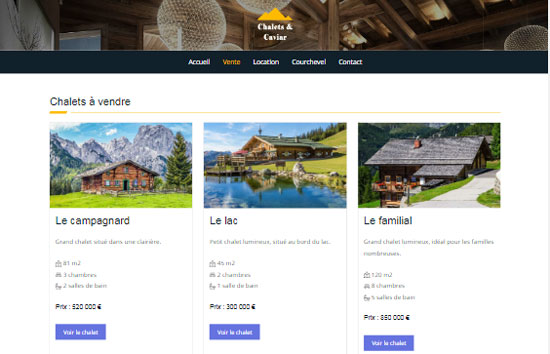 Chalets &
Caviar
Accueil Vente Location Courchevel Contact
Chalets à vendre
Le campagnard
Grand chalet situé dans une clairière.
81 m2
3 chambres
2 salles de bain
Prix : 520 000 €
Voir le chalet
Le lac
Petit chalet lumineux, situé au bord du lac.
45 m2
2 chambres
1 salles de bain
Prix : 300 000 €
Voir le chalet
Le familial
Grand chalet lumineux, idéal pour les familles
nombreuses.
120 m2
8 chambres
5 salles de bain
Prix : 850 000 €
Voir le chalet